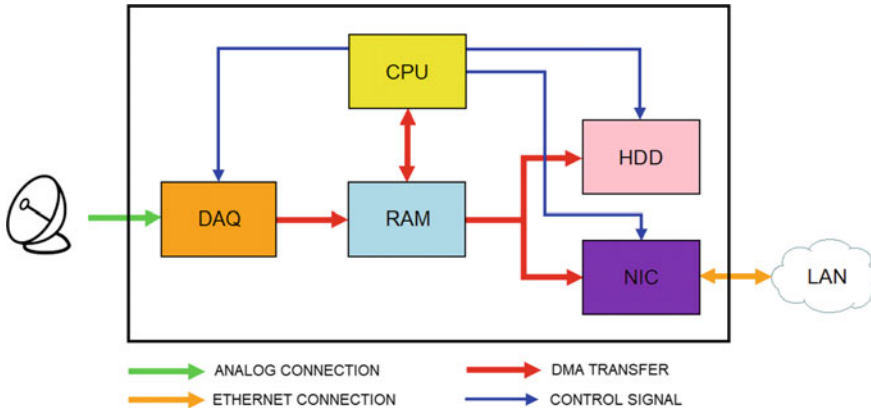 CPU
HDD
DAQ
RAM
NIC
LAN
ANALOG CONNECTION
DMA TRANSFER
ETHERNET CONNECTION
CONTROL SIGNAL